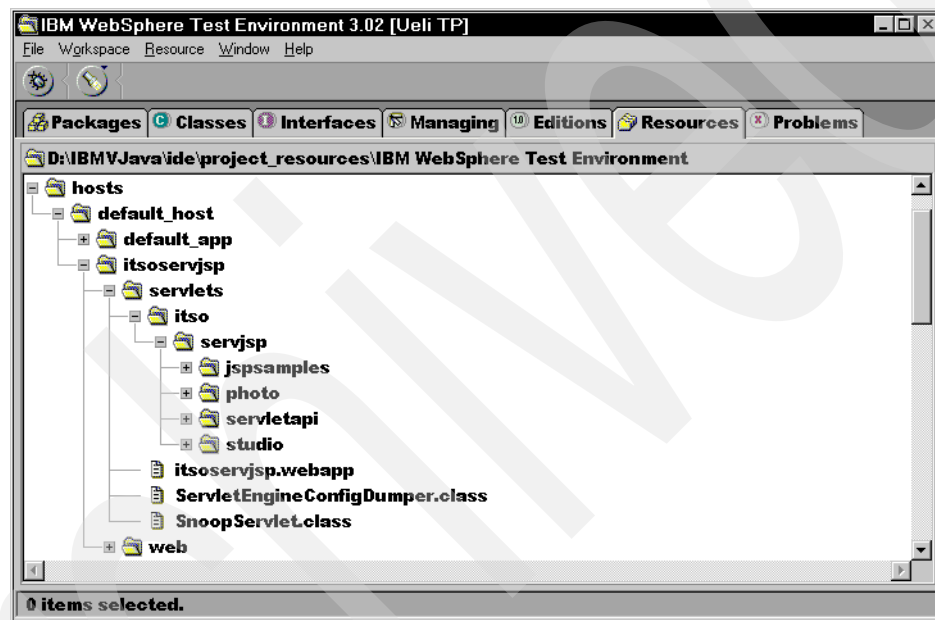 IBM WebSphere Test Environment 3.02 [Ueli TP]
File Workspace Resource Window Help
Packages Classes Interfaces Managing Editions Resources Problems
D:\IBMVJava\ide\project_resources\IBM WebSphere Test Environment
hosts
default_host
default_app
itsoservjsp
servlets
itso
servjsp
jspsamples
photo
servletapi
studio
itsoservjsp.webapp
ServletEngineConfigDumper.class
SnoopServlet.class
web
0 items selected.